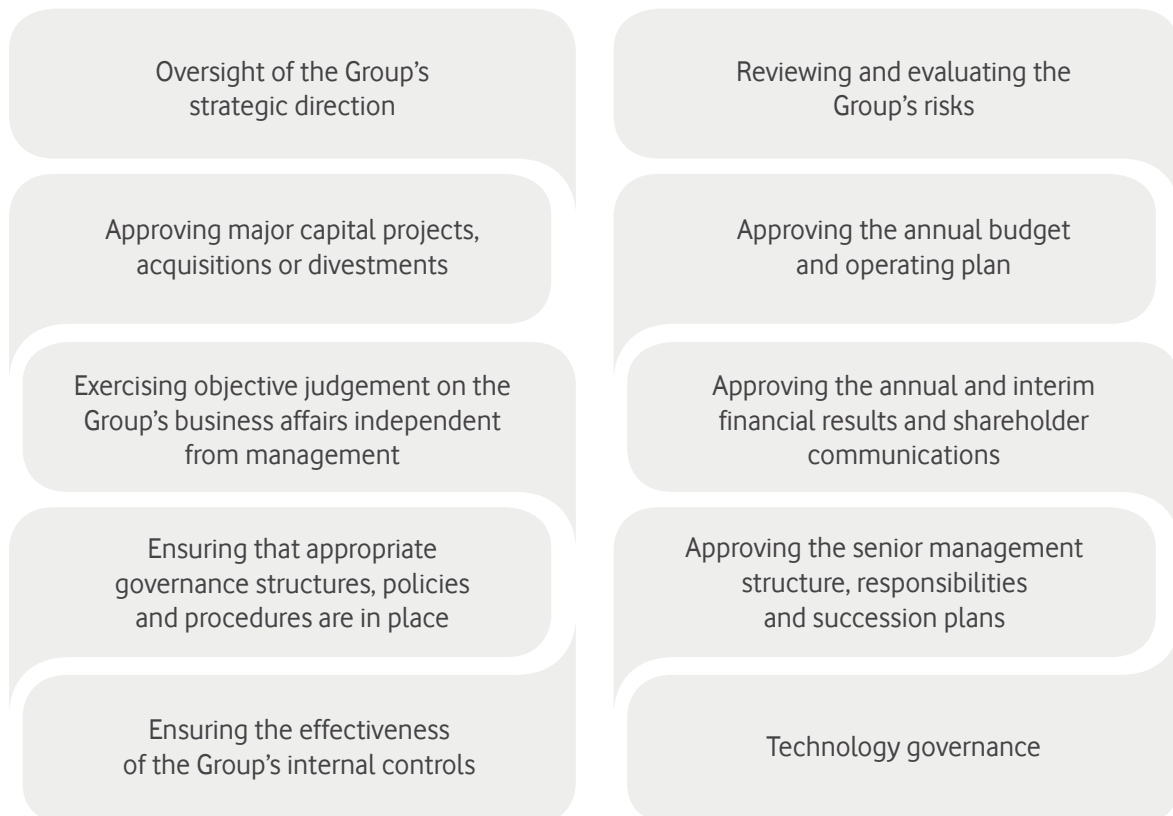 Oversight of the Group’s
strategic direction
Approving major capital projects,
acquisitions or divestments
Exercising objective judgement on the
Group’s business affairs independent
from management
Ensuring that appropriate
governance structures, policies
and procedures are in place
Ensuring the effectiveness
of the Group’s internal controls
Reviewing and evaluating the
Group’s risks
Approving the annual budget
and operating plan
Approving the annual and interim
financial results and shareholder
communications
Approving the senior management
structure, responsibilities
and succession plans
Technology governance